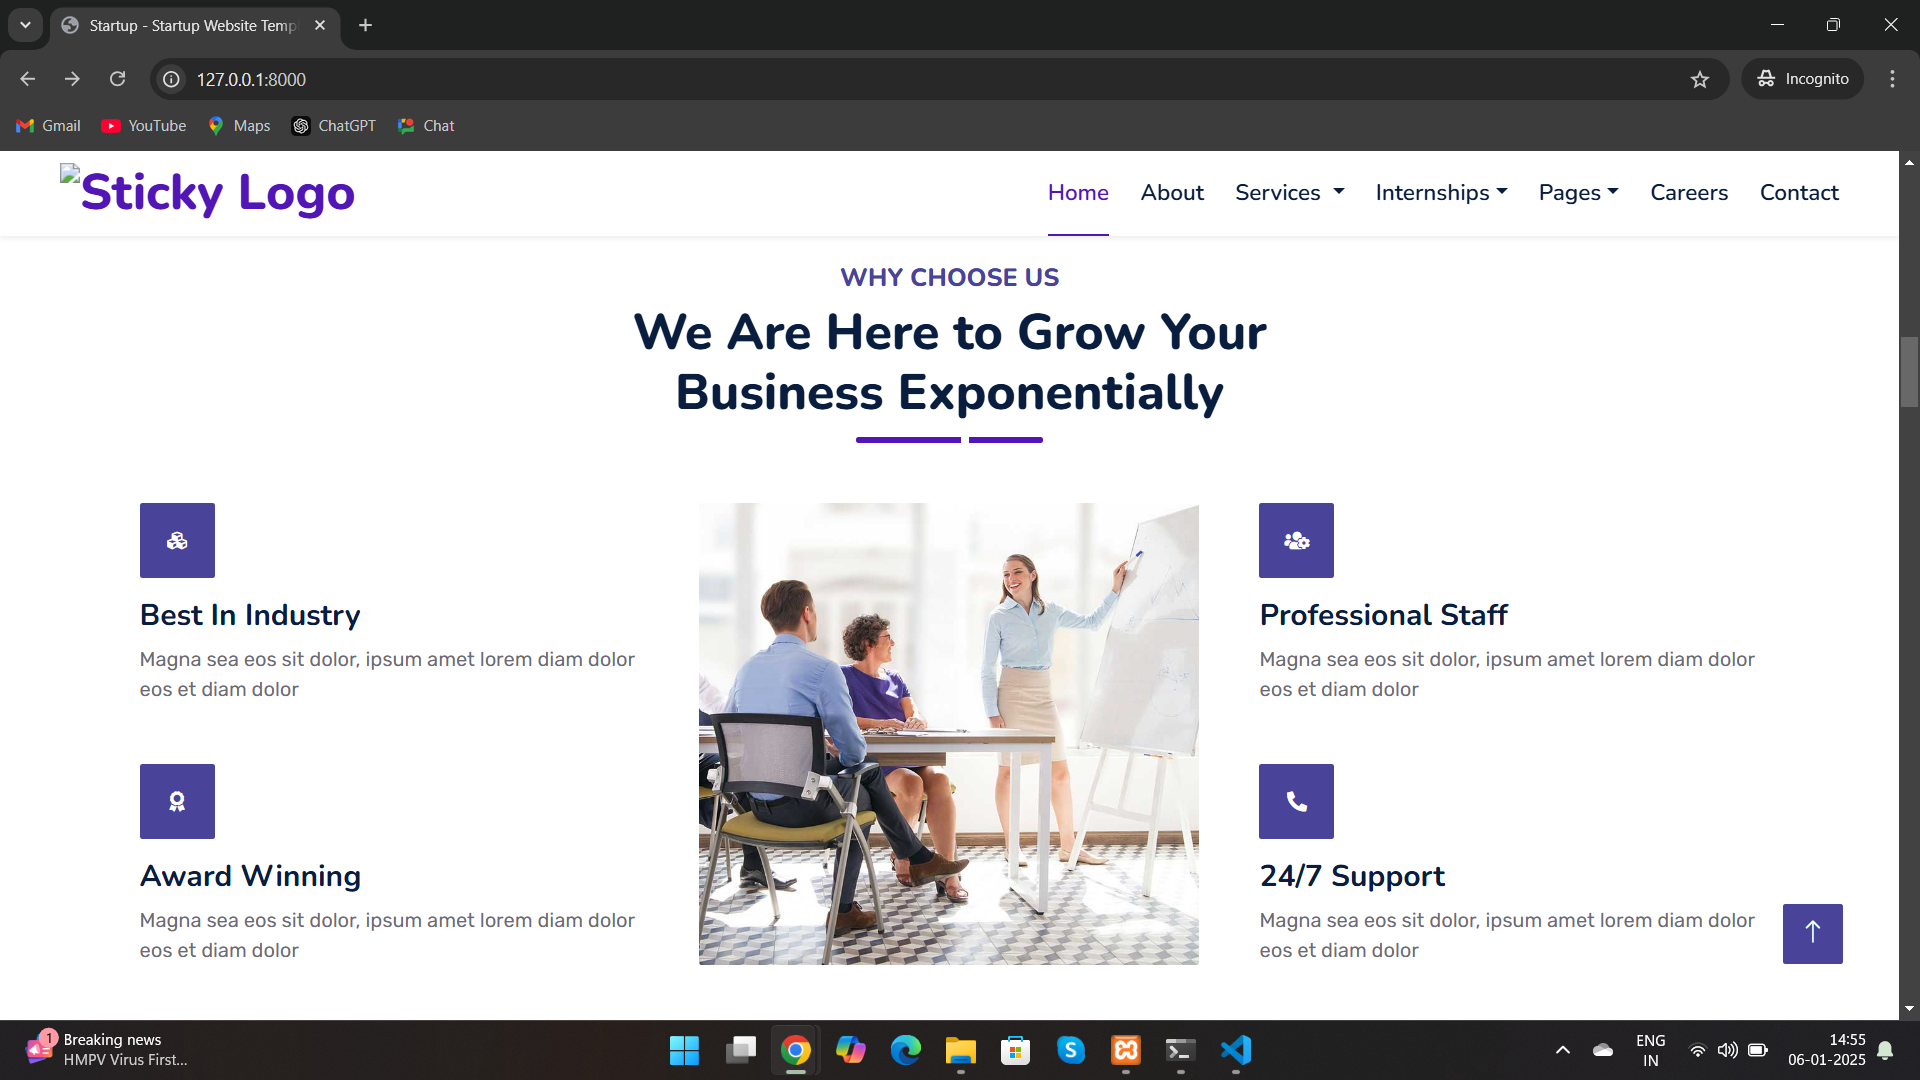 Startup - Startup Website Temp
127.0.0.1:8000
Incognito
Gmail
YouTube
Maps
ChatGPT
Chat
Sticky Logo
Home
About
Services
Internships
Pages
Careers
Contact
WHY CHOOSE US
We Are Here to Grow Your
Business Exponentially
Best In Industry
Magna sea eos sit dolor, ipsum amet lorem diam dolor
eos et diam dolor
Award Winning
Magna sea eos sit dolor, ipsum amet lorem diam dolor
eos et diam dolor
Professional Staff
Magna sea eos sit dolor, ipsum amet lorem diam dolor
eos et diam dolor
24/7 Support
Magna sea eos sit dolor, ipsum amet lorem diam dolor
eos et diam dolor
1
Breaking news
HMPV Virus First...
ENG
IN
14:55
06-01-2025